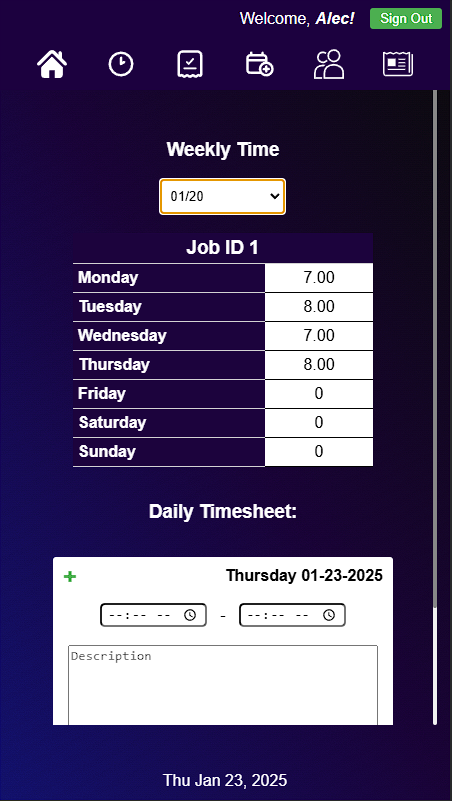 Welcome, Alec! Sign Out
Weekly Time
01/20
Job ID 1
Monday 7.00
Tuesday 8.00
Wednesday 7.00
Thursday 8.00
Friday 0
Saturday 0
Sunday 0
Daily Timesheet:
+ Thursday 01-23-2025
--:-- -- - --:-- --
Description
Thu Jan 23, 2025